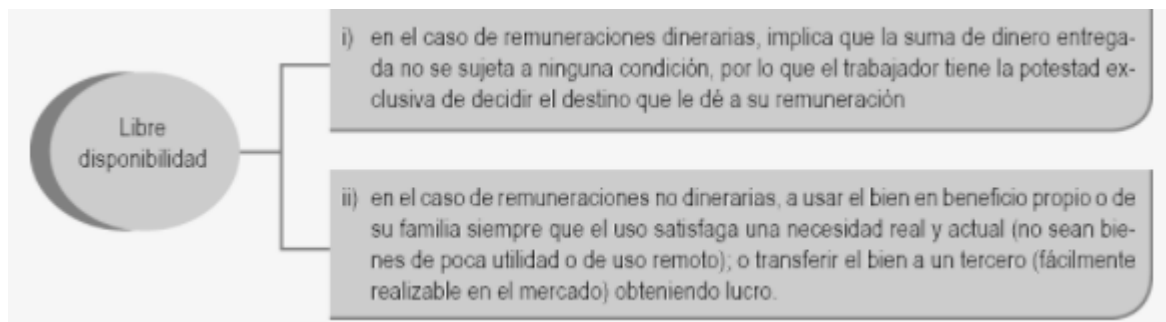 Libre
disponibilidad
i) en el caso de remuneraciones dinerarias, implica que la suma de dinero entrega-
da no se sujeta a ninguna condición, por lo que el trabajador tiene la potestad ex-
clusiva de decidir el destino que le dé a su remuneración
ii) en el caso de remuneraciones no dinerarias, a usar el bien en beneficio propio o de
su familia siempre que el uso satisfaga una necesidad real y actual (no sean bie-
nes de poca utilidad o de uso remoto); o transferir el bien a un tercero (fácilmente
realizable en el mercado) obteniendo lucro.